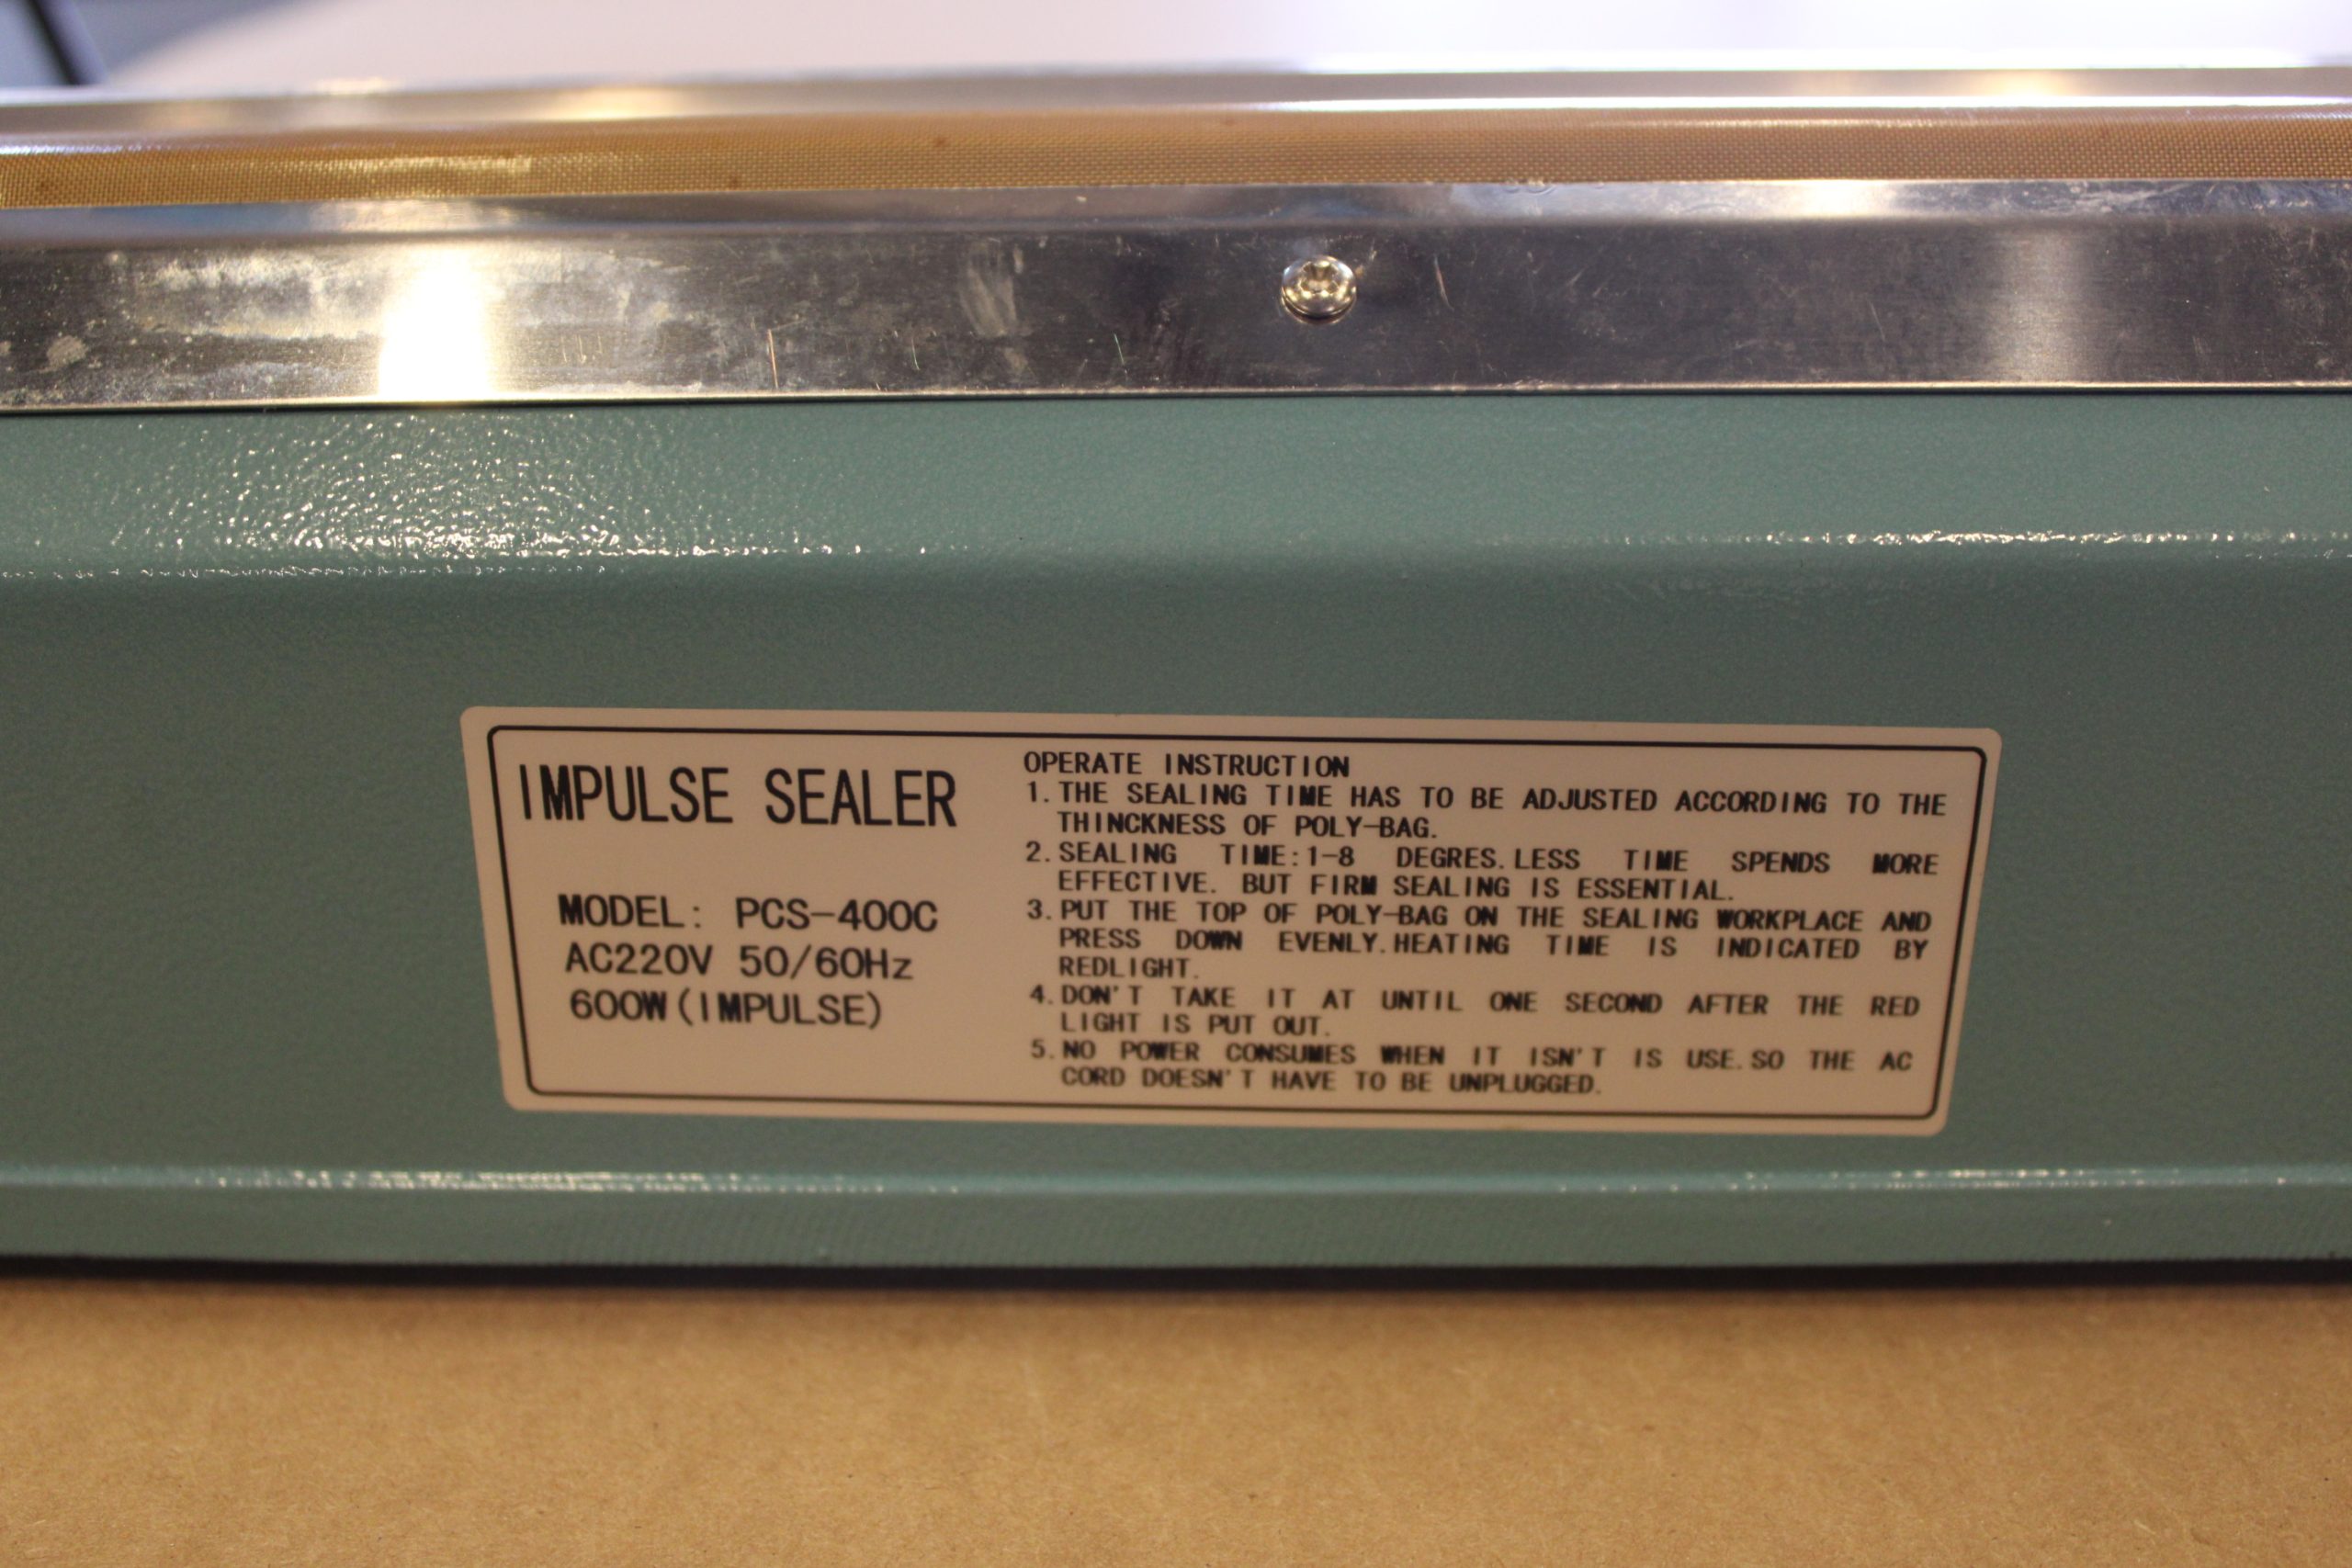 IMPULSE SEALER
MODEL: PCS-400C
AC220V 50/60Hz
600W(IMPULSE)
OPERATE INSTRUCTION
1. THE SEALING TIME HAS TO BE ADJUSTED ACCORDING TO THE
THINCKNESS OF POLY-BAG.
2. SEALING TIME:1-8 DEGRES. LESS TIME SPENDS MORE
EFFECTIVE. BUT FIRM SEALING IS ESSENTIAL.
3. PUT THE TOP OF POLY-BAG ON THE SEALING WORKPLACE AND
PRESS DOWN EVENLY. HEATING TIME IS INDICATED BY
REDLIGHT.
4. DON'T TAKE IT AT UNTIL ONE SECOND AFTER THE RED
LIGHT IS PUT OUT.
5. NO POWER CONSUMES WHEN IT ISN'T IS USE. SO THE AC
CORD DOESN'T HAVE TO BE UNPLUGGED.